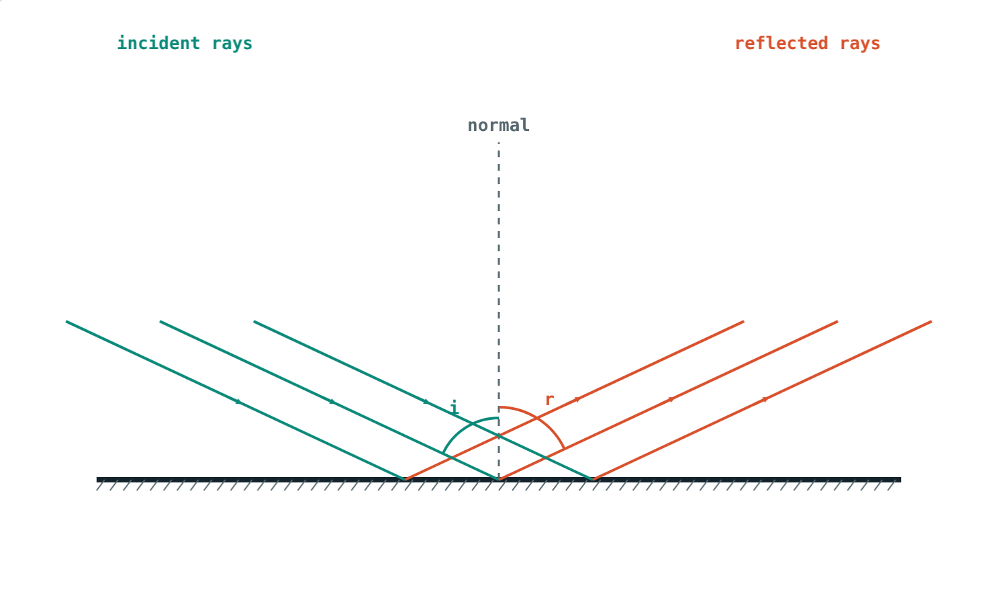 incident rays
reflected rays
normal
i
r